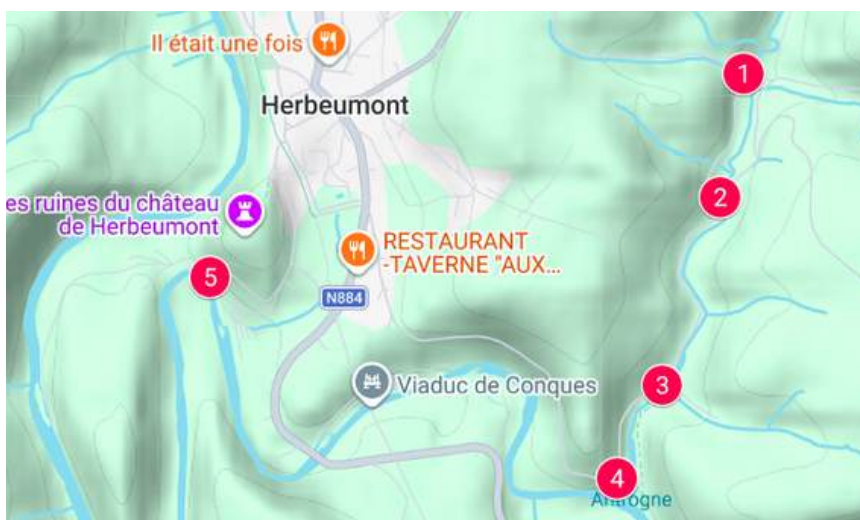 Il était une fois
Herbeumont
1
2
es ruines du château
de Herbeumont
RESTAURANT
-TAVERNE "AUX...
5
N884
Viaduc de Conques
3
4
Antrogne